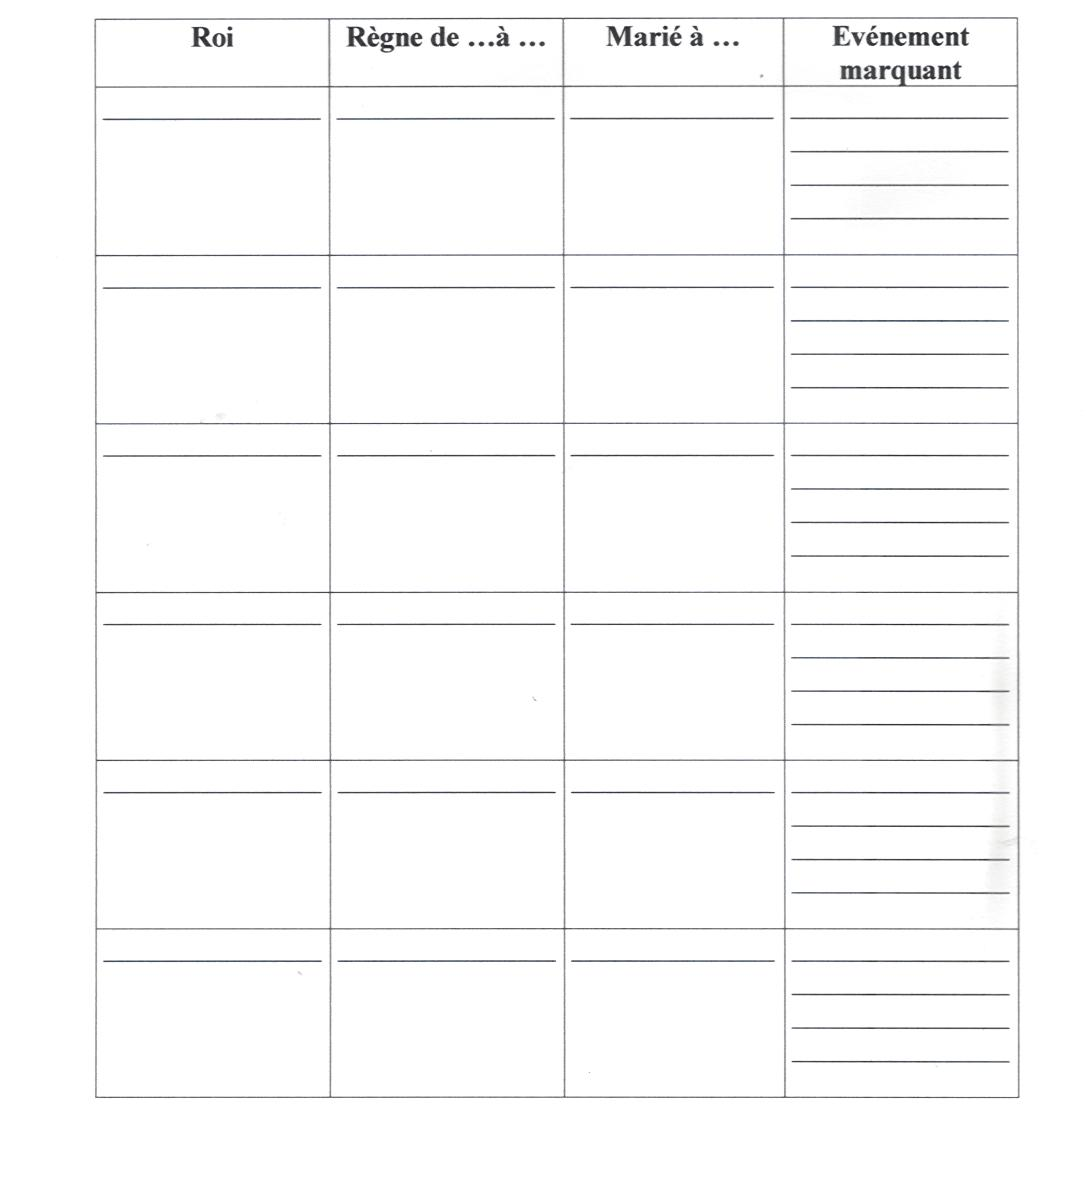 Roi
Règne de …à …
Marié à …
Evénement
marquant